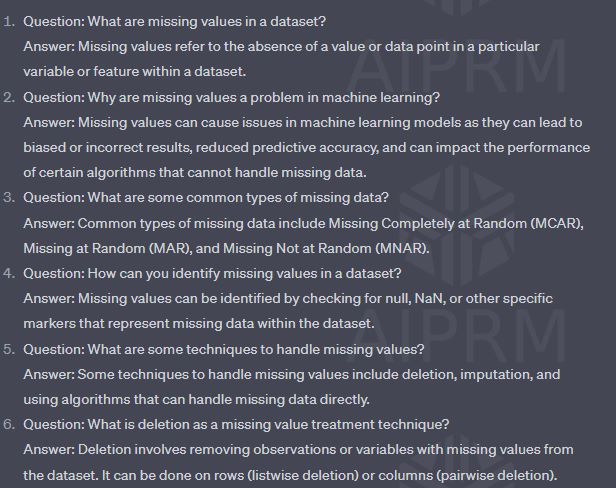 1. Question: What are missing values in a dataset?
Answer: Missing values refer to the absence of a value or data point in a particular
variable or feature within a dataset.
2. Question: Why are missing values a problem in machine learning?
Answer: Missing values can cause issues in machine learning models as they can lead to
biased or incorrect results, reduced predictive accuracy, and can impact the performance
of certain algorithms that cannot handle missing data.
3. Question: What are some common types of missing data?
Answer: Common types of missing data include Missing Completely at Random (MCAR),
Missing at Random (MAR), and Missing Not at Random (MNAR).
4. Question: How can you identify missing values in a dataset?
Answer: Missing values can be identified by checking for null, NaN, or other specific
markers that represent missing data within the dataset.
5. Question: What are some techniques to handle missing values?
Answer: Some techniques to handle missing values include deletion, imputation, and
using algorithms that can handle missing data directly.
6. Question: What is deletion as a missing value treatment technique?
Answer: Deletion involves removing observations or variables with missing values from
the dataset. It can be done on rows (listwise deletion) or columns (pairwise deletion).
AIPRM
AIPRM